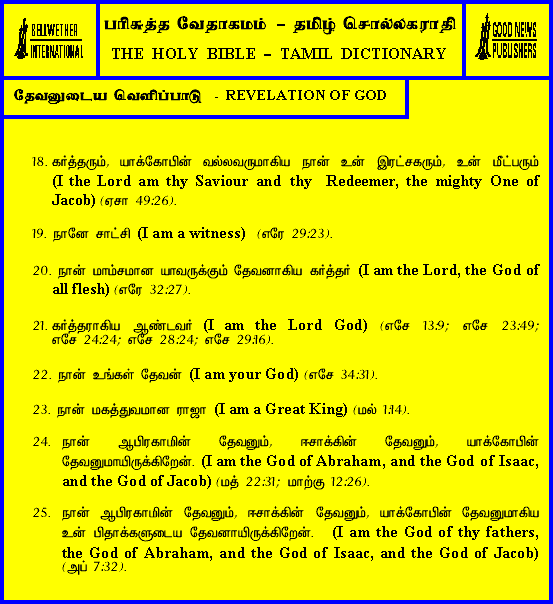 BELLWETHER
INTERNATIONAL
பரிசுத்த வேதாகமம் – தமிழ் சொல்லகராதி
THE HOLY BIBLE – TAMIL DICTIONARY
GOOD NEWS
PUBLISHERS
தேவனுடைய வெளிப்பாடு - REVELATION OF GOD
18. கர்த்தரும், யாக்கோபின் வல்லவருமாகிய நான் உன் இரட்சகரும், உன் மீட்பரும்
(I the Lord am thy Saviour and thy Redeemer, the mighty One of
Jacob) (ஏசா 49:26).
19. நானே சாட்சி (I am a witness) (எரே 29:23).
20. நான் மாம்சமான யாவருக்கும் தேவனாகிய கர்த்தர் (I am the Lord, the God of
all flesh) (எரே 32:27).
21. கர்த்தராகிய ஆண்டவர் (I am the Lord God) (எசே 13:9; எசே 23:49;
எசே 24:24; எசே 28:24; எசே 29:16).
22. நான் உங்கள் தேவன் (I am your God) (எசே 34:31).
23. நான் மகத்துவமான ராஜா (I am a Great King) (மல் 1:14).
24. நான் ஆபிரகாமின் தேவனும், ஈசாக்கின் தேவனும், யாக்கோபின்
தேவனுமாயிருக்கிறேன். (I am the God of Abraham, and the God of Isaac,
and the God of Jacob) (மத் 22:31; மாற்கு 12:26).
25. நான் ஆபிரகாமின் தேவனும், ஈசாக்கின் தேவனும், யாக்கோபின் தேவனுமாகிய
உன் பிதாக்களுடைய தேவனாயிருக்கிறேன். (I am the God of thy fathers,
the God of Abraham, and the God of Isaac, and the God of Jacob)
(அப் 7:32).